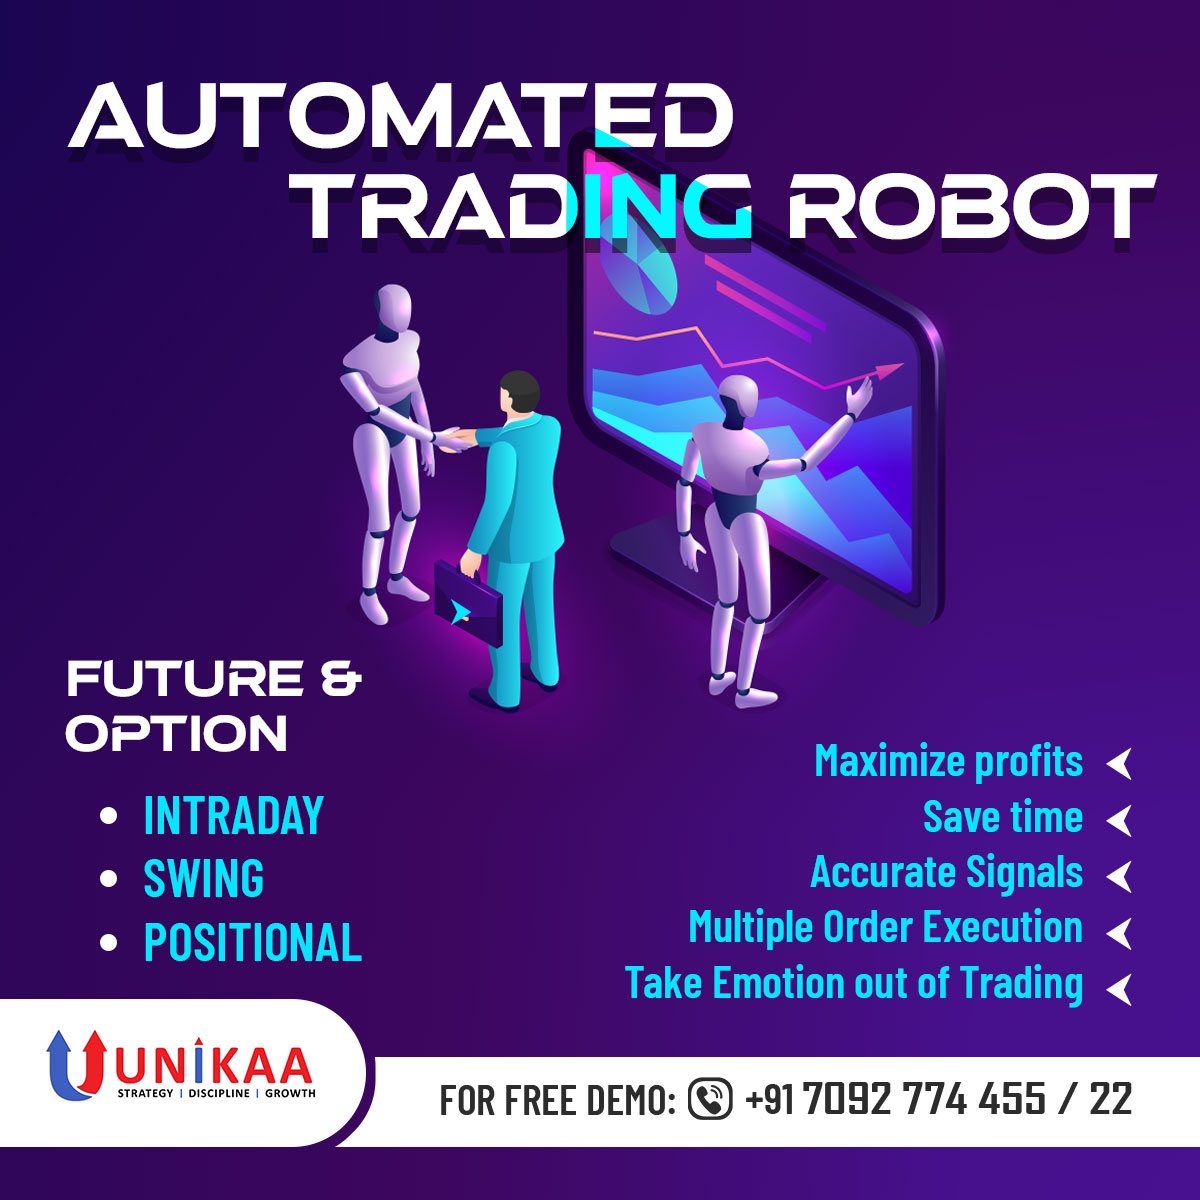 AUTOMATED
TRADING ROBOT
FUTURE &
OPTION
• INTRADAY
• SWING
• POSITIONAL
Maximize profits
Save time
Accurate Signals
Multiple Order Execution
Take Emotion out of Trading
UNIKAA
STRATEGY | DISCIPLINE | GROWTH
FOR FREE DEMO: +91 7092 774 455 / 22